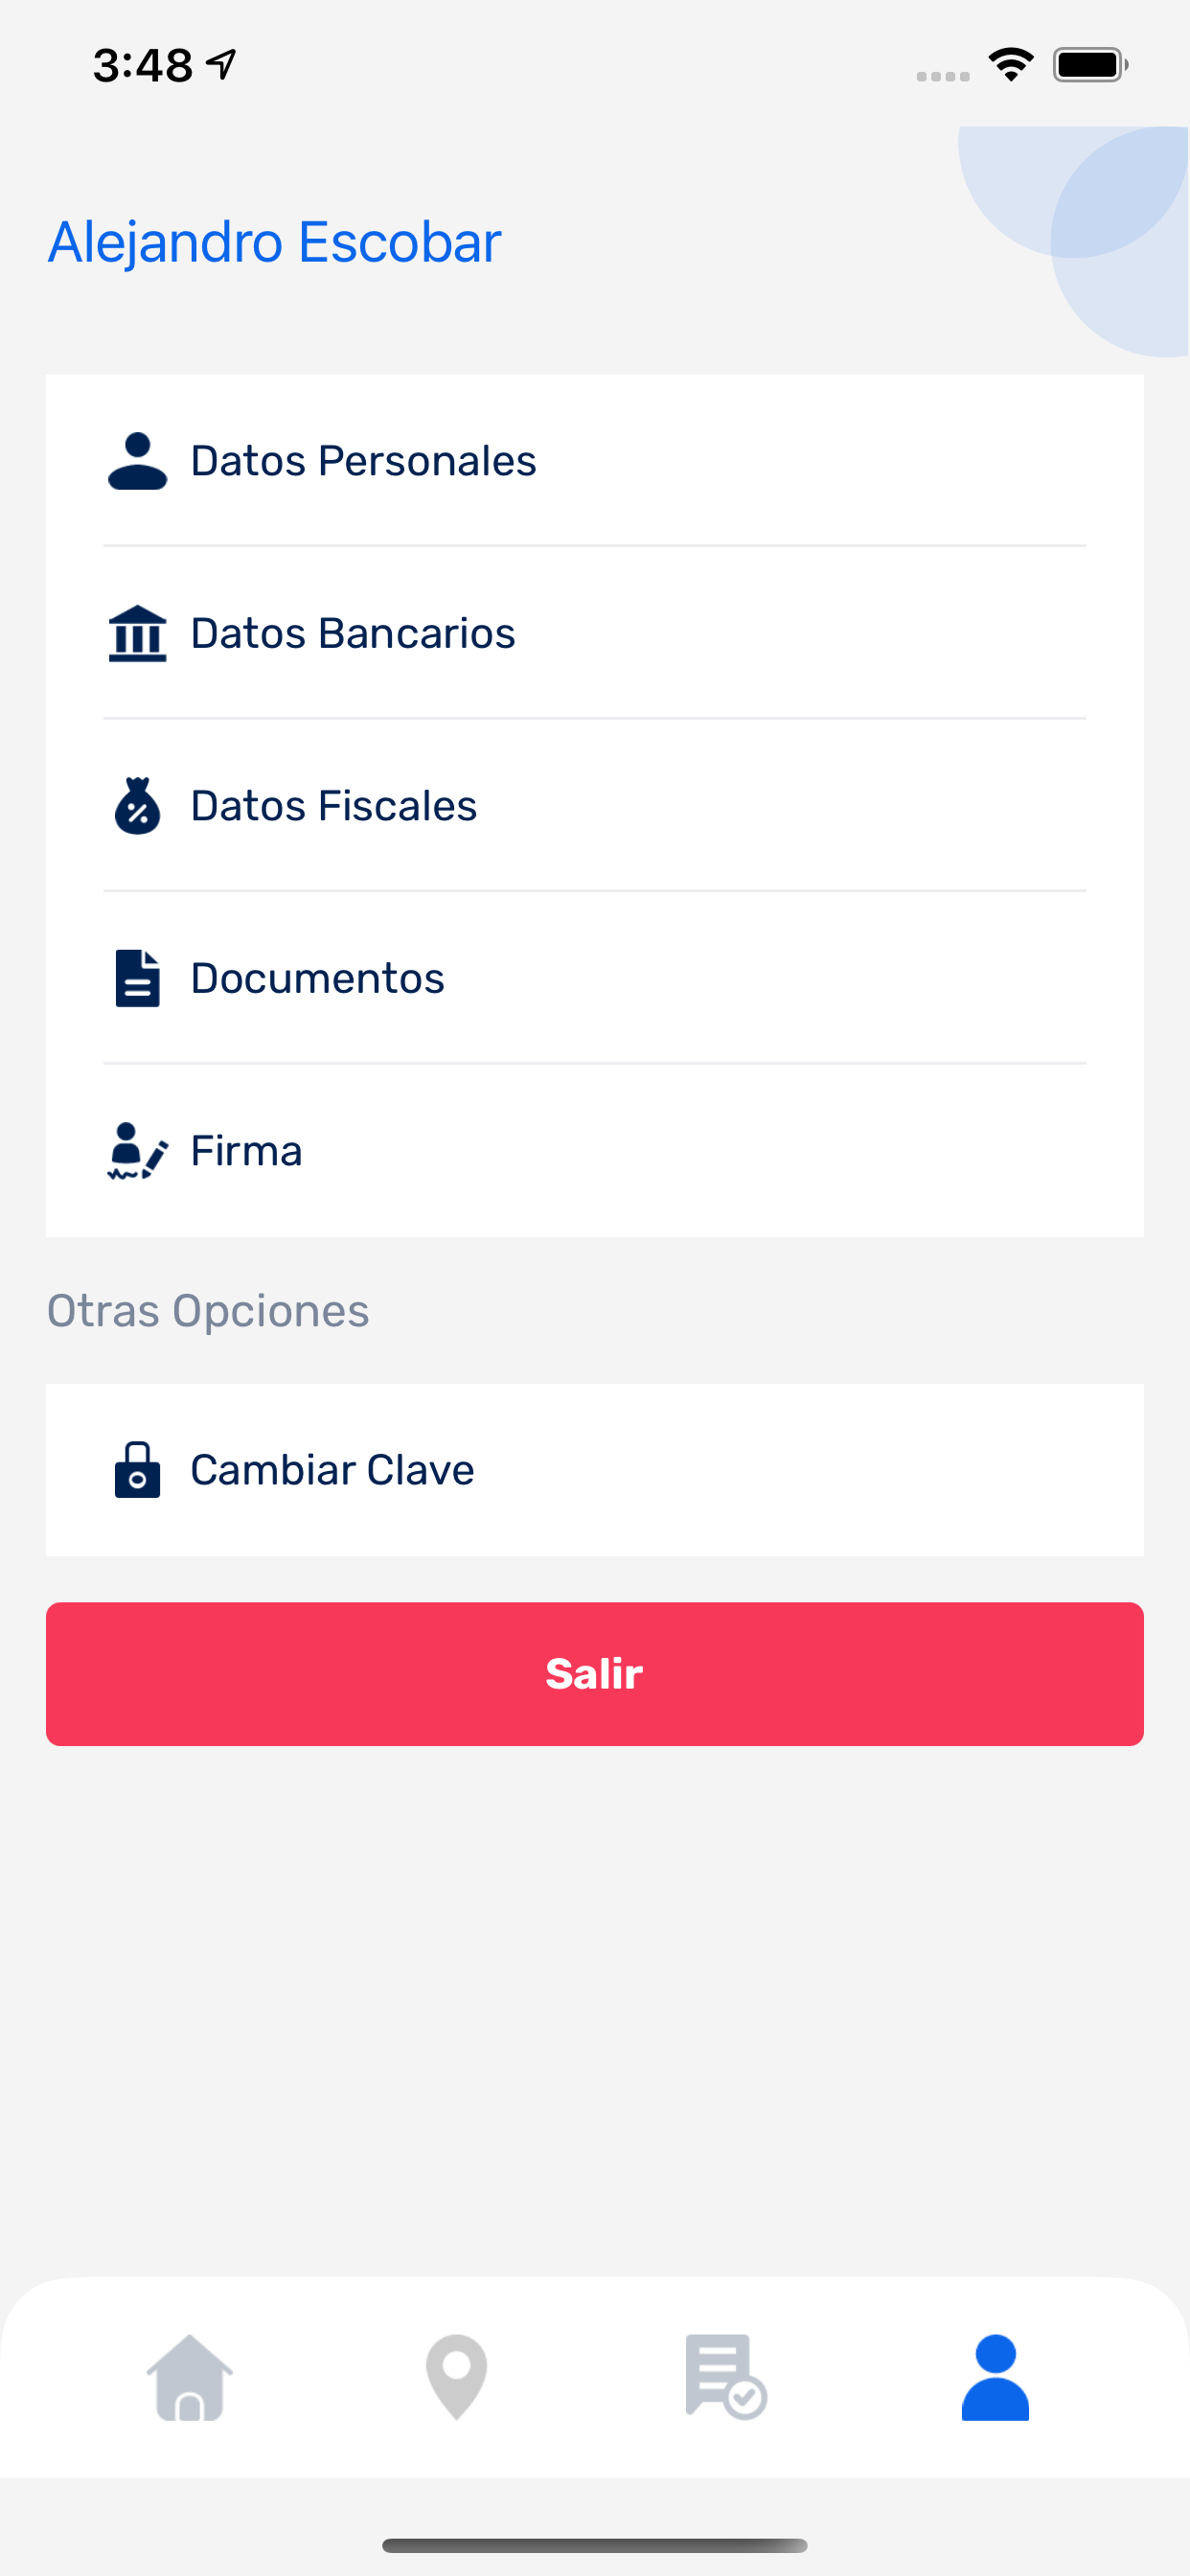 3:48
Alejandro Escobar
Datos Personales
Datos Bancarios
Datos Fiscales
Documentos
Firma
Otras Opciones
Cambiar Clave
Salir